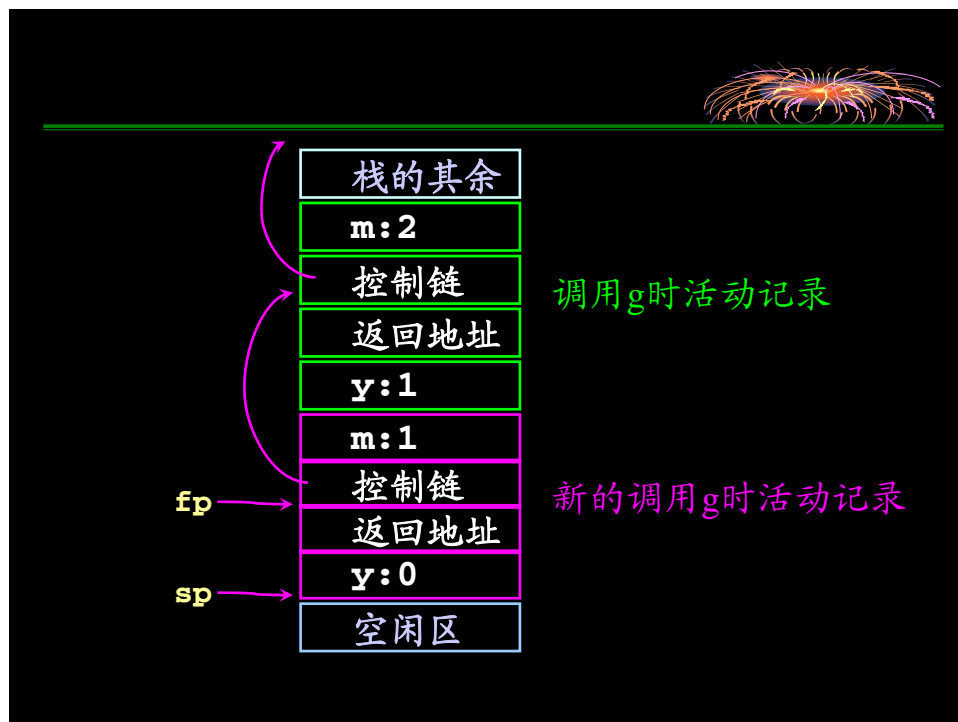 栈的其余
m:2
控制链
调用g时活动记录
返回地址
y:1
m:1
控制链
新的调用g时活动记录
fp
返回地址
y:0
sp
空闲区